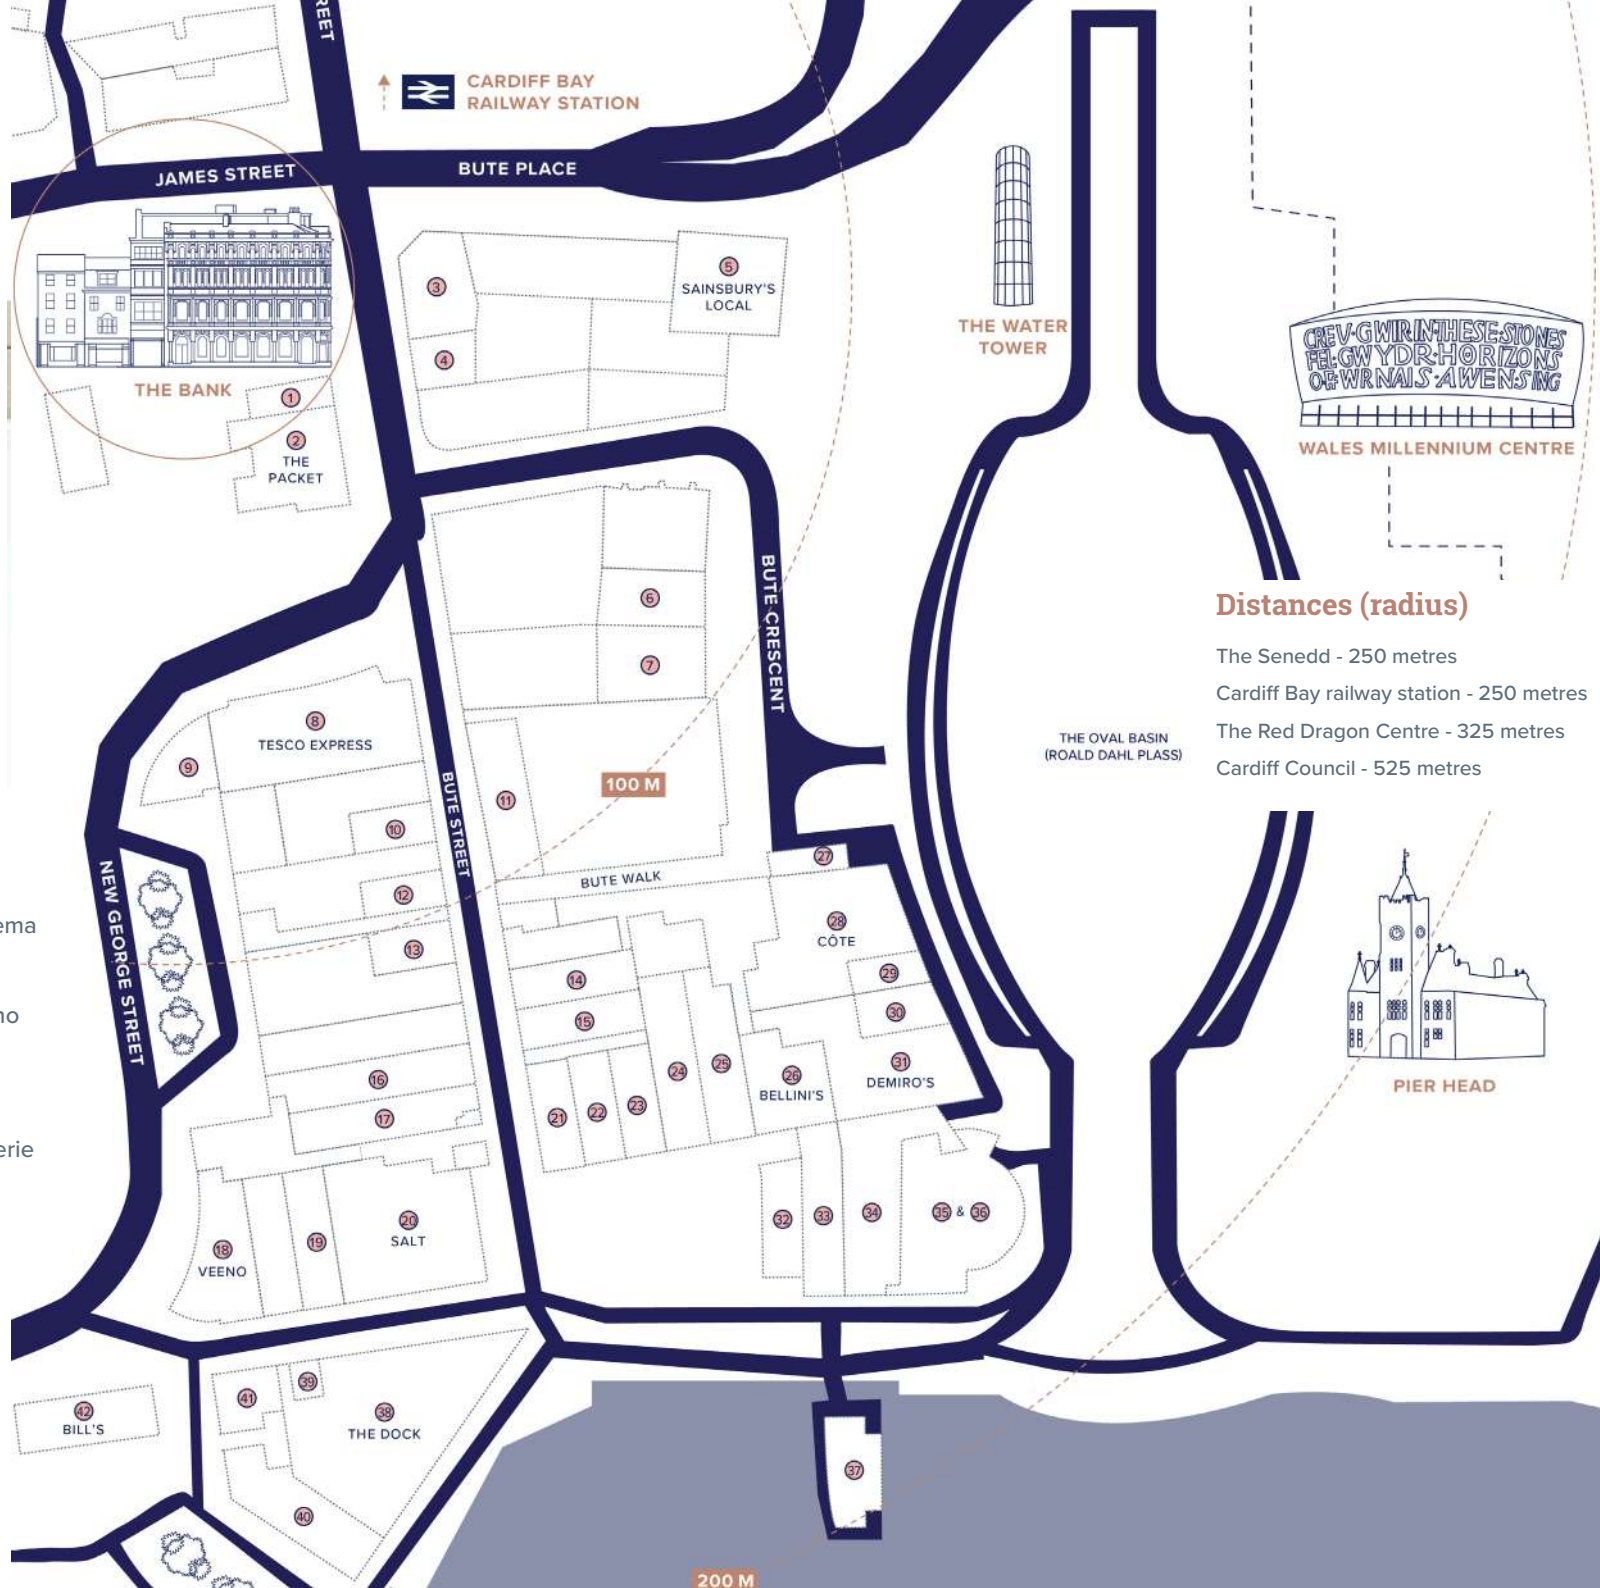 REET
CARDIFF BAY
RAILWAY STATION
JAMES STREET
BUTE PLACE
3
5
SAINSBURY'S
LOCAL
THE WATER
TOWER
CREU·GWIR·IN·THESE·STONES
FEL·GWYDR·HORIZONS
O·FFWRNAIS·AWEN·SING
WALES MILLENNIUM CENTRE
4
THE BANK
1
2
THE
PACKET
BUTE CRESCENT
6
7
Distances (radius)
The Senedd - 250 metres
Cardiff Bay railway station - 250 metres
The Red Dragon Centre - 325 metres
Cardiff Council - 525 metres
THE OVAL BASIN
(ROALD DAHL PLASS)
8
TESCO EXPRESS
9
100 M
11
10
BUTE STREET
NEW GEORGE STREET
BUTE WALK
27
12
28
CÔTE
ema
13
14
29
15
30
no
16
24
25
26
BELLINI'S
31
DEMIRO'S
PIER HEAD
17
21
22
23
erie
18
VEENO
19
20
SALT
32
33
34
35 & 36
39
41
42
BILL'S
38
THE DOCK
37
40
200 M